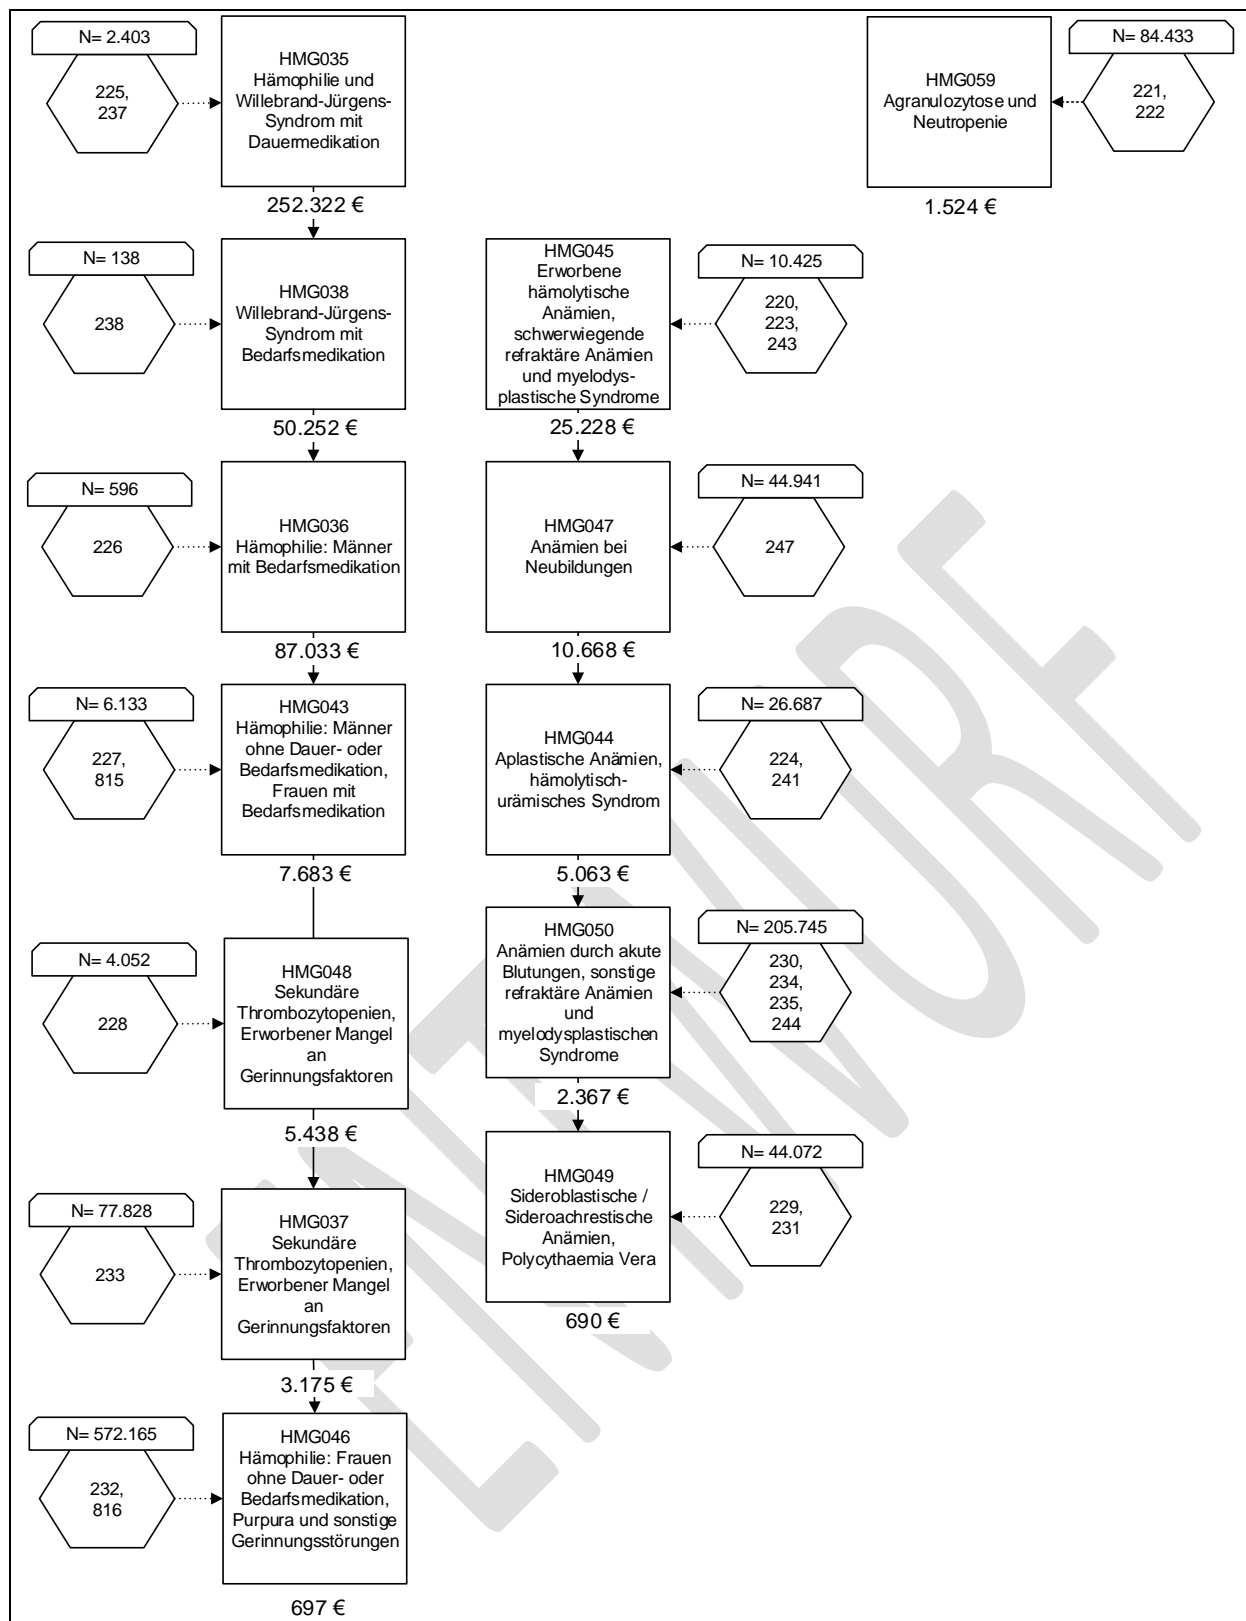 N= 2.403
225,
237
HMG035
Hämophilie und
Willebrand-Jürgens-
Syndrom mit
Dauermedikation
252.322 €
N= 138
238
HMG038
Willebrand-Jürgens-
Syndrom mit
Bedarfsmedikation
50.252 €
N= 596
226
HMG036
Hämophilie: Männer
mit Bedarfsmedikation
87.033 €
N= 6.133
227,
815
HMG043
Hämophilie: Männer
ohne Dauer- oder
Bedarfsmedikation,
Frauen mit
Bedarfsmedikation
7.683 €
N= 4.052
228
HMG048
Sekundäre
Thrombozytopenien,
Erworbener Mangel
an
Gerinnungsfaktoren
5.438 €
N= 77.828
233
HMG037
Sekundäre
Thrombozytopenien,
Erworbener Mangel
an
Gerinnungsfaktoren
3.175 €
N= 572.165
232,
816
HMG046
Hämophilie: Frauen
ohne Dauer- oder
Bedarfsmedikation,
Purpura und sonstige
Gerinnungsstörungen
697 €
HMG045
Erworbene
hämolytische
Anämien,
schwerwiegende
refraktäre Anämien
und myelodys-
plastische Syndrome
25.228 €
N= 10.425
220,
223,
243
HMG047
Anämien bei
Neubildungen
10.668 €
N= 44.941
247
HMG044
Aplastische Anämien,
hämolytisch-
urämisches Syndrom
5.063 €
N= 26.687
224,
241
HMG050
Anämien durch akute
Blutungen, sonstige
refraktäre Anämien
und
myelodysplastischen
Syndrome
2.367 €
N= 205.745
230,
234,
235,
244
HMG049
Sideroblastische /
Sideroachrestische
Anämien,
Polycythaemia Vera
690 €
N= 44.072
229,
231
HMG059
Agranulozytose und
Neutropenie
1.524 €
N= 84.433
221,
222
ENTWURF